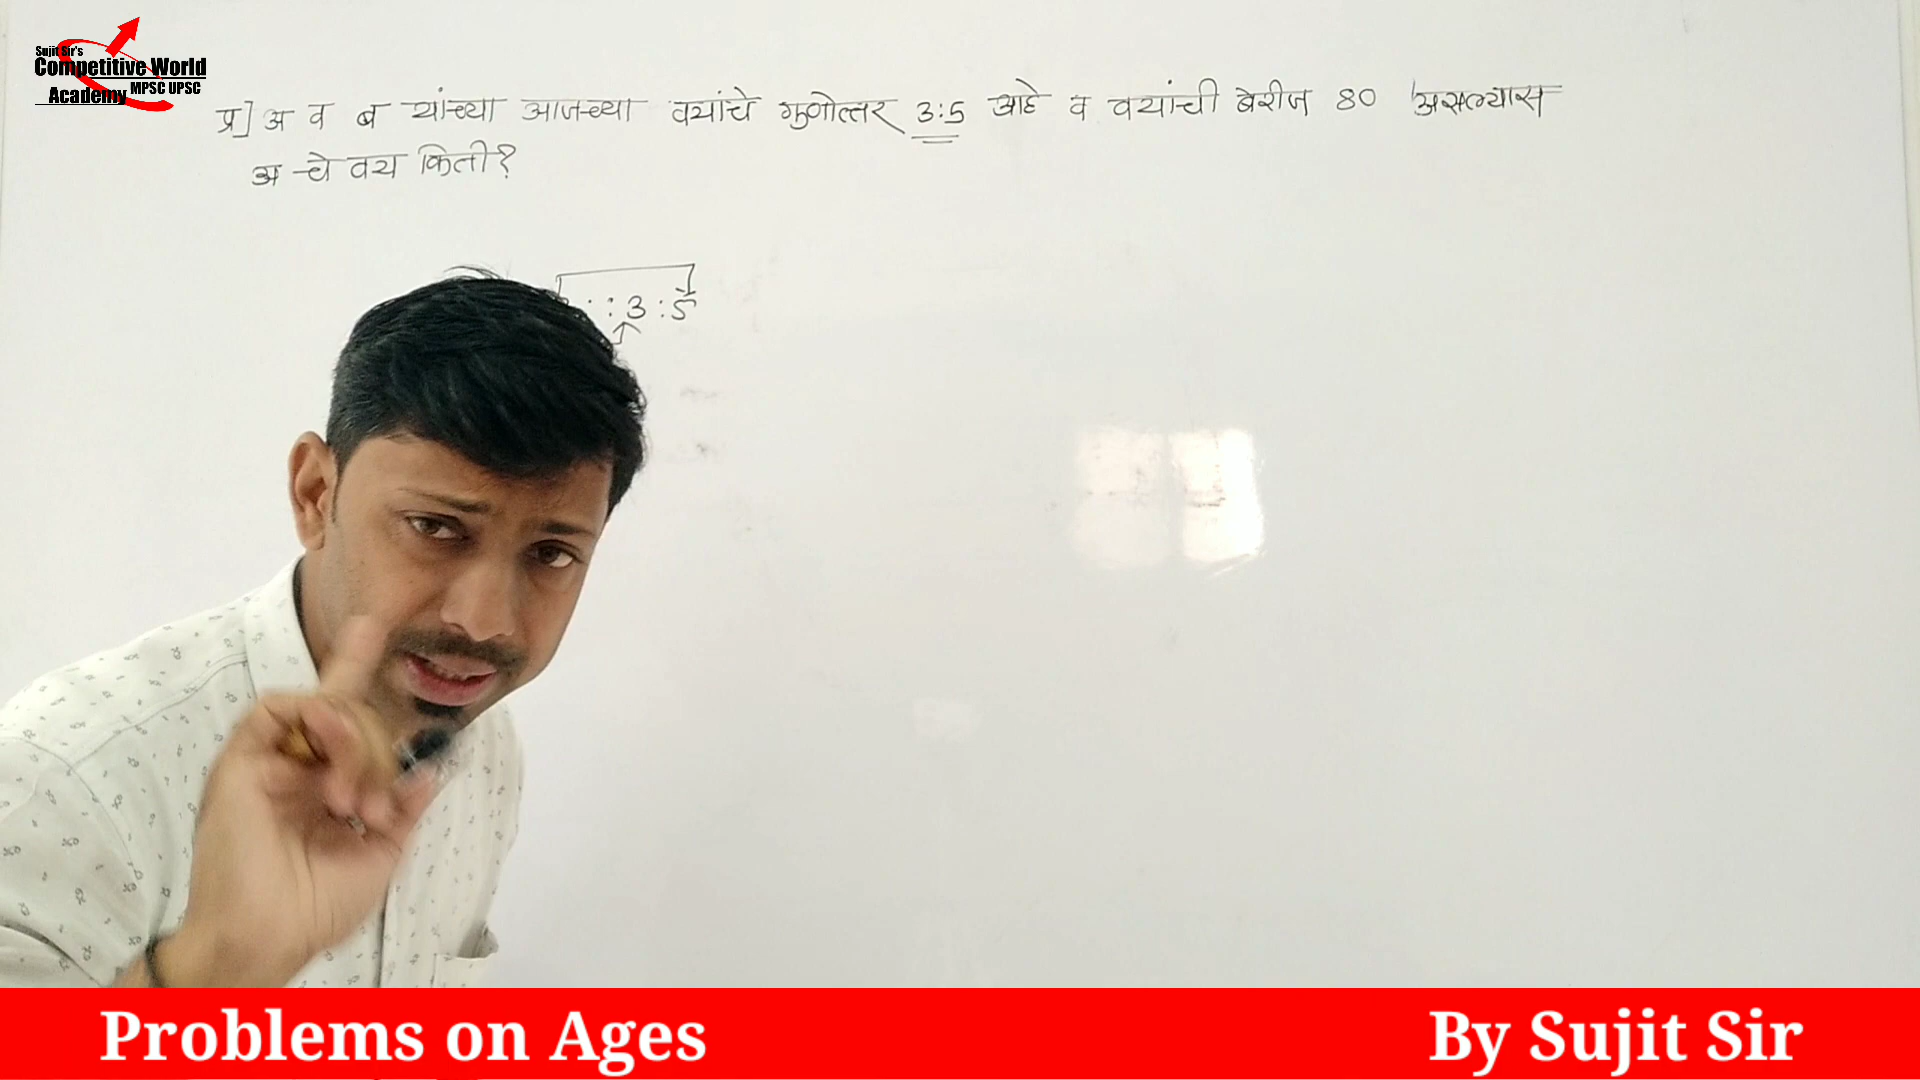 Sujit Sir's
Competitive World
Academy MPSC UPSC
प्र] अ व ब यांच्या आजच्या वयांचे गुणोत्तर 3:5 आहे व वयांची बेरीज 80 असल्यास
अ चे वय किती?
: : 3 : 5
Problems on Ages
By Sujit Sir